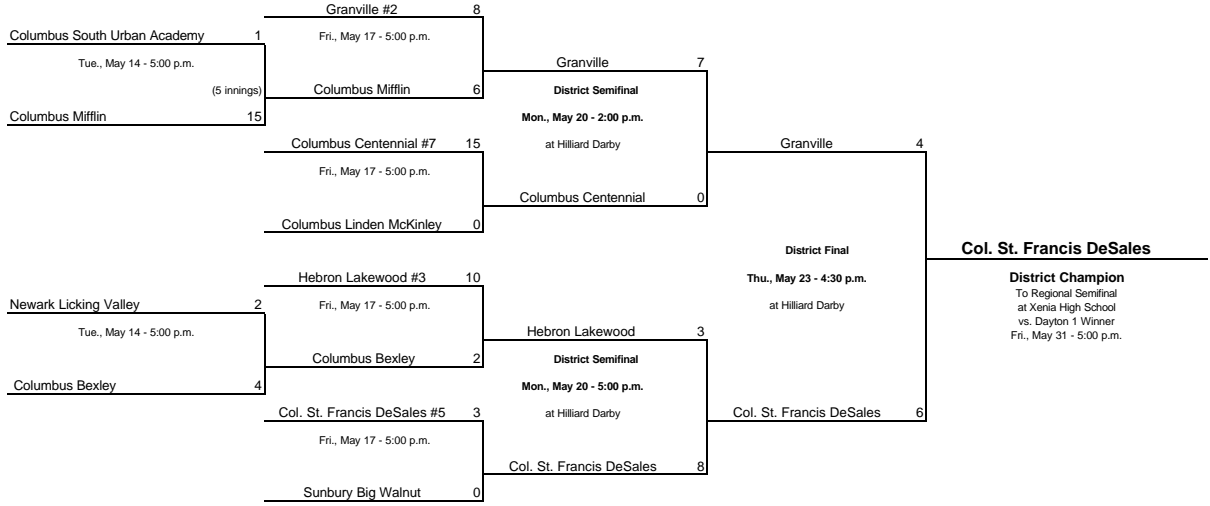 Granville #2 8
Columbus South Urban Academy 1
Fri., May 17 - 5:00 p.m.
Tue., May 14 - 5:00 p.m.
Granville 7
(5 innings)
Columbus Mifflin 6
District Semifinal
Columbus Mifflin 15
Mon., May 20 - 2:00 p.m.
Columbus Centennial #7 15
at Hilliard Darby
Granville 4
Fri., May 17 - 5:00 p.m.
Columbus Centennial 0
Columbus Linden McKinley 0
District Final
Col. St. Francis DeSales
Hebron Lakewood #3 10
Thu., May 23 - 4:30 p.m.
District Champion
To Regional Semifinal
Newark Licking Valley 2
Fri., May 17 - 5:00 p.m.
at Hilliard Darby
at Xenia High School
vs. Dayton 1 Winner
Tue., May 14 - 5:00 p.m.
Hebron Lakewood 3
Fri., May 31 - 5:00 p.m.
Columbus Bexley 2
District Semifinal
Columbus Bexley 4
Mon., May 20 - 5:00 p.m.
Col. St. Francis DeSales #5 3
at Hilliard Darby
Col. St. Francis DeSales 6
Fri., May 17 - 5:00 p.m.
Col. St. Francis DeSales 8
Sunbury Big Walnut 0